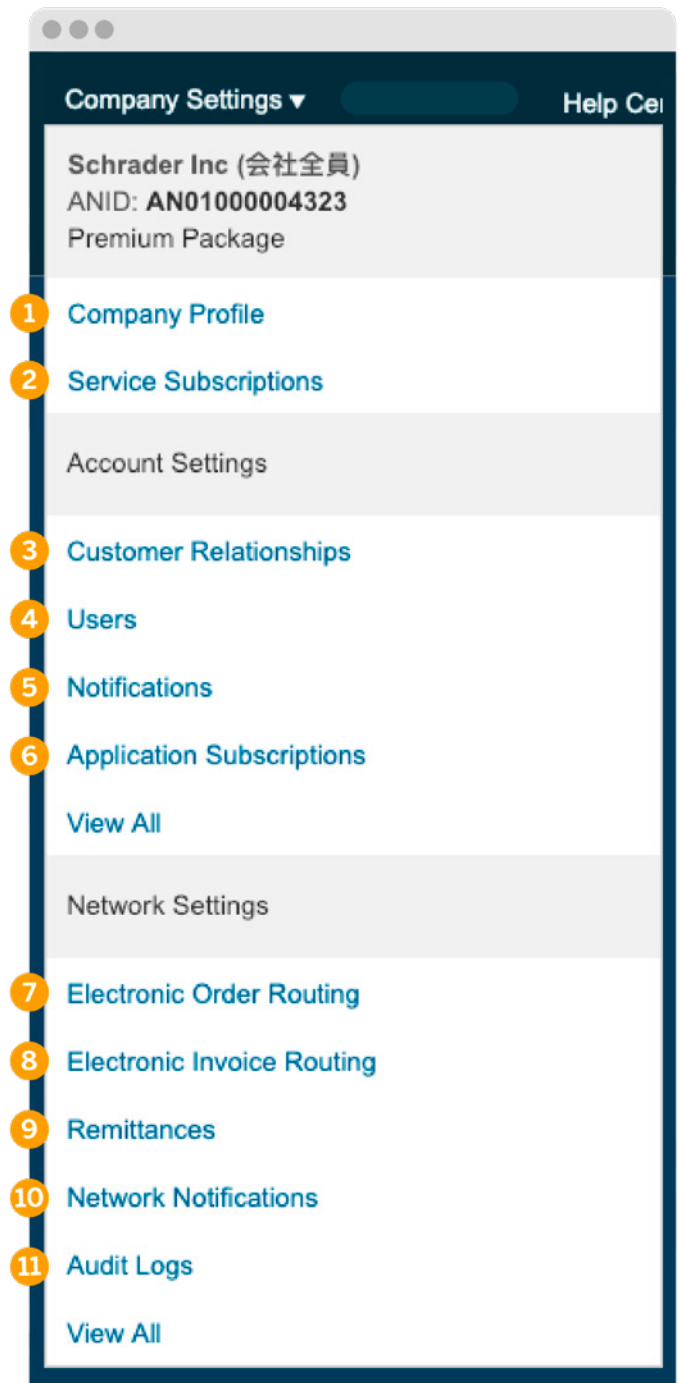 Company Settings ▾ Help Cen
Schrader Inc (会社全員)
ANID: AN01000004323
Premium Package
1 Company Profile
2 Service Subscriptions
Account Settings
3 Customer Relationships
4 Users
5 Notifications
6 Application Subscriptions
View All
Network Settings
7 Electronic Order Routing
8 Electronic Invoice Routing
9 Remittances
10 Network Notifications
11 Audit Logs
View All